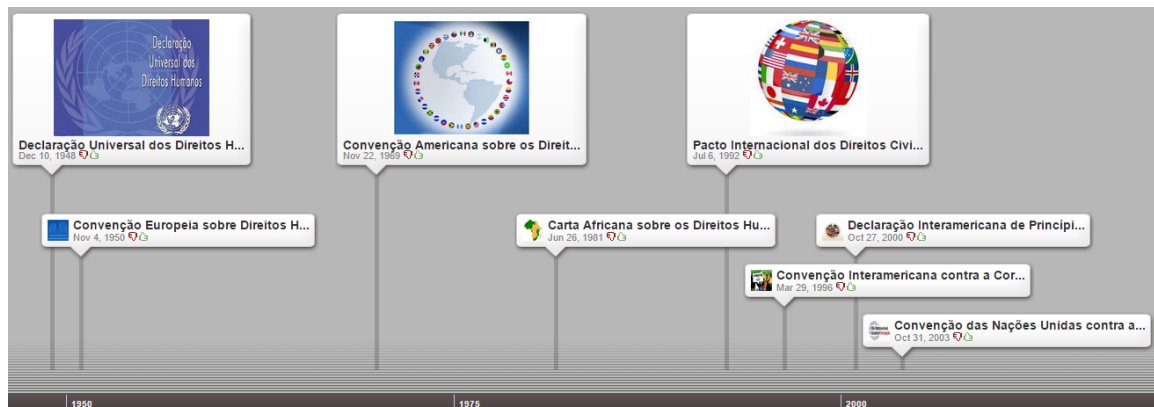 Declaração
Universal dos
Direitos Humanos
Declaração Universal dos Direitos H...
Dec 10, 1948
Convenção Americana sobre os Direit...
Nov 22, 1969
Pacto Internacional dos Direitos Civi...
Jul 6, 1992
Convenção Europeia sobre Direitos H...
Nov 4, 1950
Carta Africana sobre os Direitos Hu...
Jun 26, 1981
Declaração Interamericana de Princípi...
Oct 27, 2000
Convenção Interamericana contra a Cor...
Mar 29, 1996
Convenção das Nações Unidas contra a...
Oct 31, 2003
1950
1975
2000